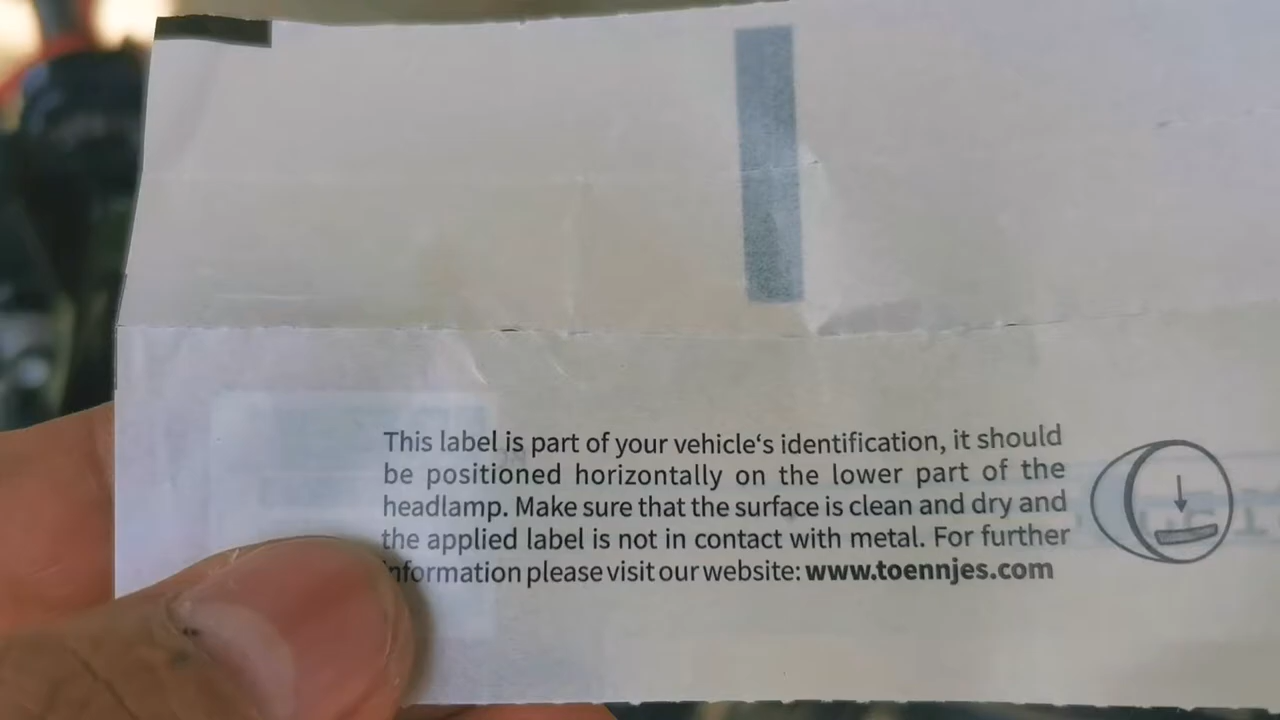 This label is part of your vehicle‘s identification, it should
be positioned horizontally on the lower part of the
headlamp. Make sure that the surface is clean and dry and
the applied label is not in contact with metal. For further
information please visit our website: www.toennjes.com